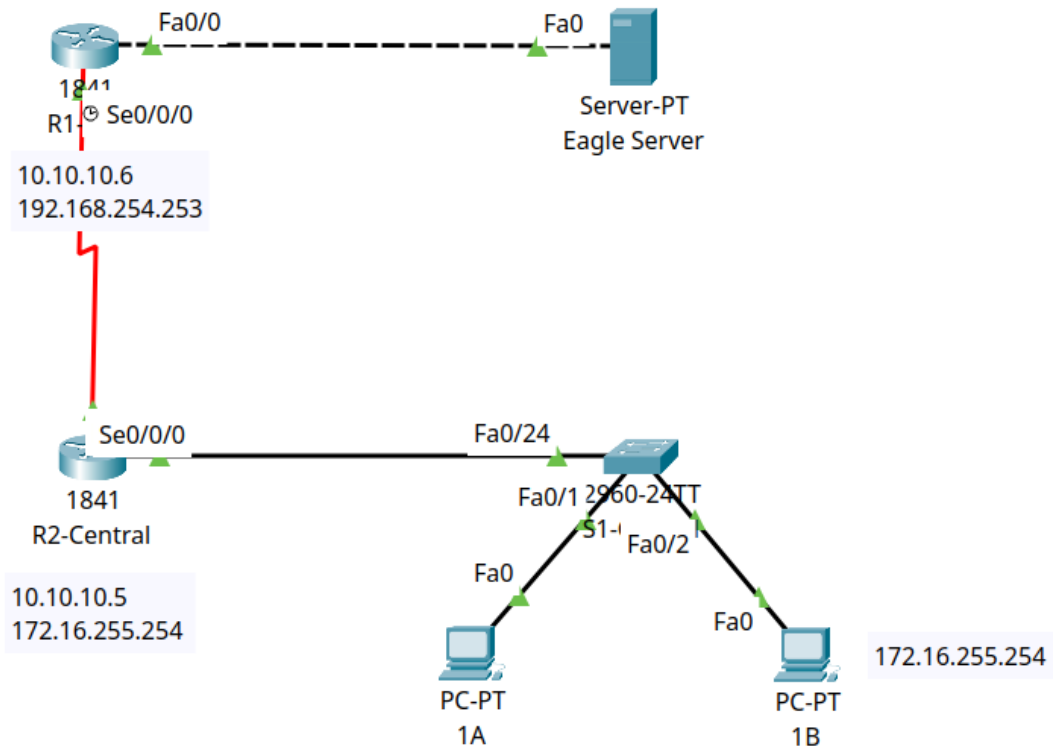 Fa0/0
Fa0
1841
R1-
Se0/0/0
Server-PT
Eagle Server
10.10.10.6
192.168.254.253
Se0/0/0
Fa0/24
1841
R2-Central
Fa0/1
2960-24TT
S1-
Fa0/2
Fa0
Fa0
10.10.10.5
172.16.255.254
172.16.255.254
PC-PT
1A
PC-PT
1B